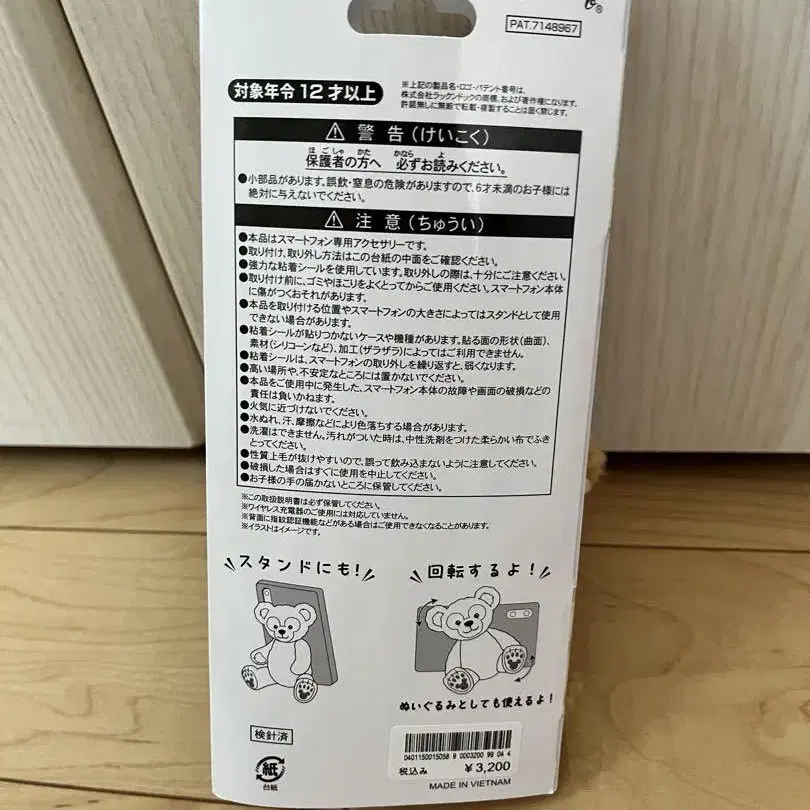 PAT.7148967
対象年令12才以上
※上記の製品名・ロゴ・パテント番号は、
株式会社ラックンドックの商標、および著作権になります。
許諾無しに無断で転載・複製することは固く禁じます。
⚠ 警告(けいこく)
保護者の方へ 必ずお読みください。
●小部品があります。誤飲・窒息の危険がありますので、6才未満のお子様には
絶対に与えないでください。
⚠ 注意(ちゅうい)
●本品はスマートフォン専用アクセサリーです。
●取り付け、取り外し方法はこの台紙の中面をご確認ください。
●強力な粘着シールを使用しています。取り外しの際は、十分にご注意ください。
●取り付け前に、ゴミやほこりをよくとってからご使用ください。スマートフォン本体
に傷がつくおそれがあります。
●本品を取り付ける位置やスマートフォンの大きさによってはスタンドとして使用
できない場合があります。
●粘着シールが貼りつかないケースや機種があります。貼る面の形状(曲面)、
素材(シリコーンなど)、加工(ザラザラ)によってはご利用できません。
●粘着シールは、スマートフォンの取り外しを繰り返すと、弱くなります。
●高い場所や、不安定なところには置かないでください。
●本品をご使用中に発生した、スマートフォン本体の故障や画面の破損などの
責任は負いかねます。
●火気に近づけないでください。
●水ぬれ、汗、摩擦などにより色落ちする場合があります。
●洗濯はできません。汚れがついた時は、中性洗剤をつけた柔らかい布でふき
とってください。
●性質上毛が抜けやすいので、誤って飲み込まないように注意してください。
●破損した場合はすぐに使用を中止してください。
●お子様の手の届かないところに保管してください。
※この取扱説明書は必ず保管してください。
※ワイヤレス充電器のご使用には対応していません。
※背面に指紋認証機能などがある場合はご使用できなくなることがあります。
※イラストはイメージです。
スタンドにも!
回転するよ!
ぬいぐるみとしても使えるよ!
検針済
紙
台紙
0401150015058 9 0003200 99 04 4
税込み ¥3,200
MADE IN VIETNAM